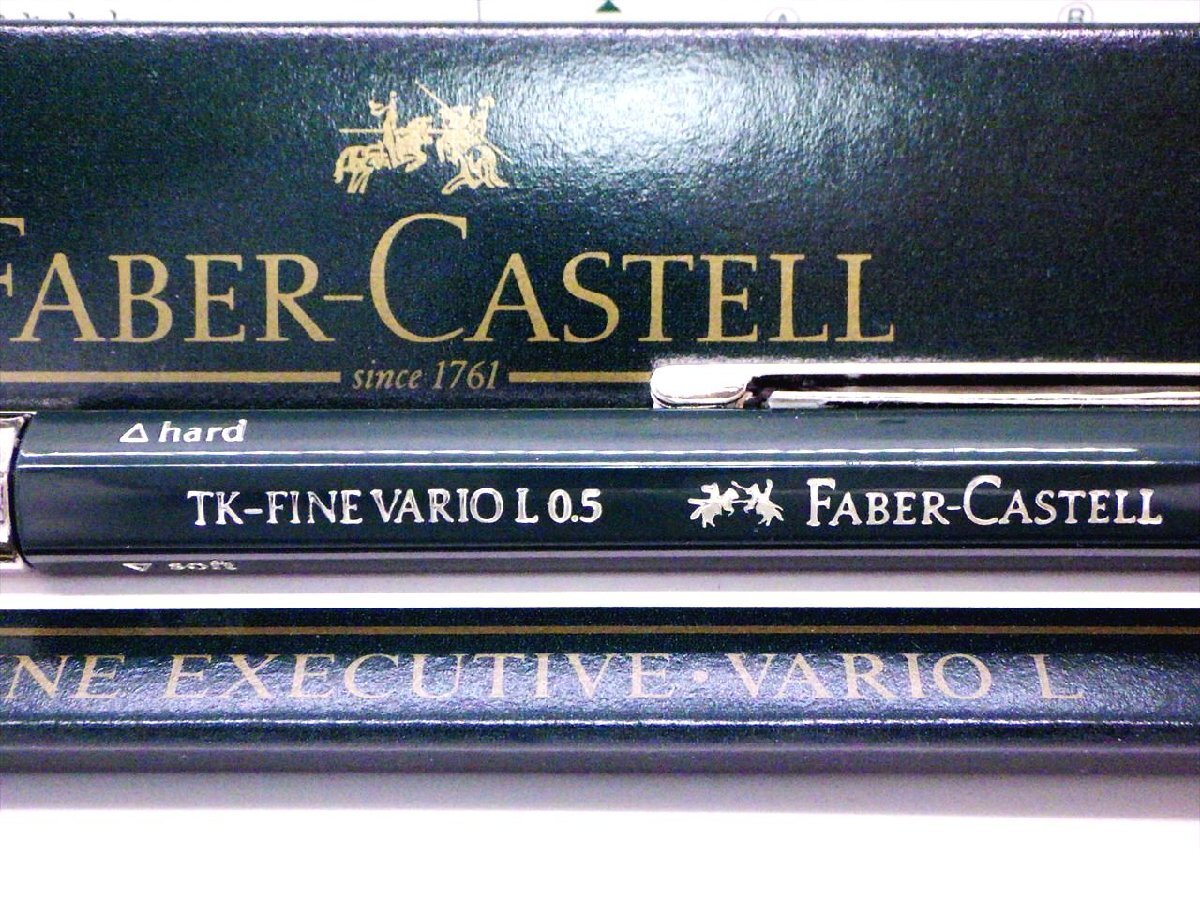 FABER-CASTELL
since 1761
△ hard
TK-FINE VARIO L 0.5 FABER-CASTELL
▽ soft
NE EXECUTIVE · VARIO L